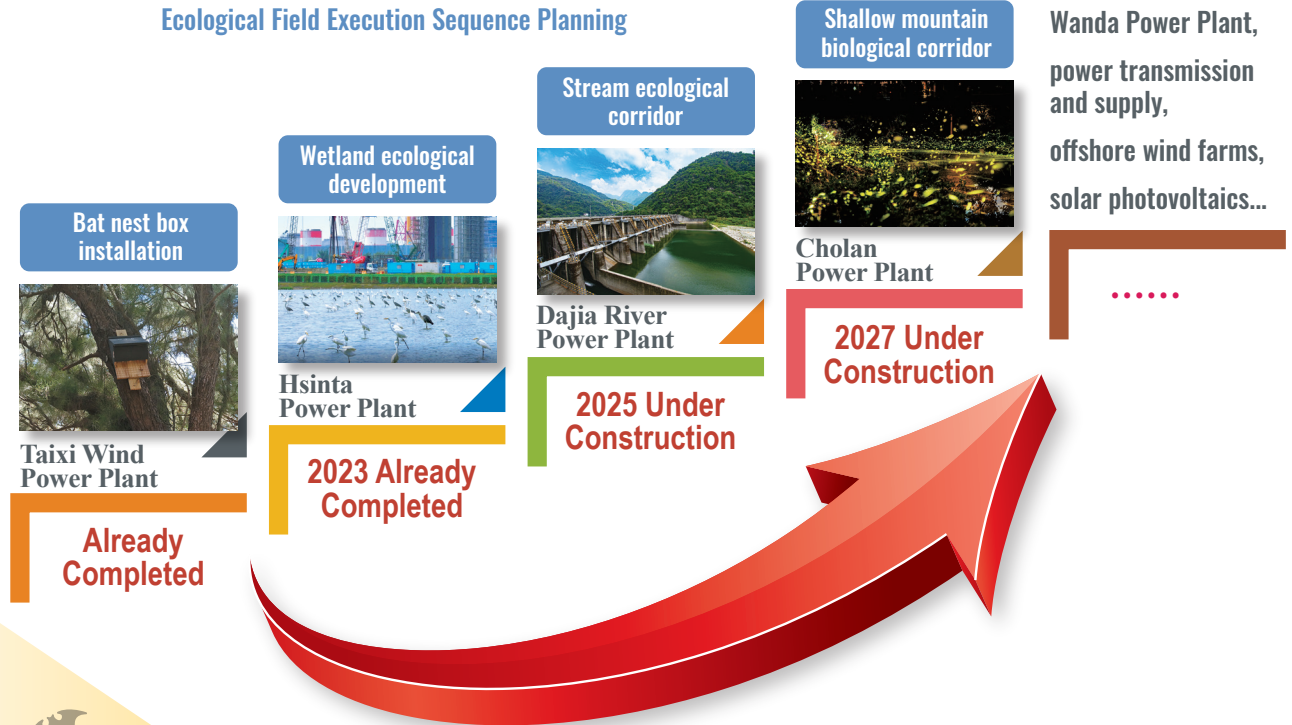 Ecological Field Execution Sequence Planning
Bat nest box
installation
Taixi Wind
Power Plant
Already
Completed
Wetland ecological
development
Hsinta
Power Plant
2023 Already
Completed
Stream ecological
corridor
Dajia River
Power Plant
2025 Under
Construction
Shallow mountain
biological corridor
Cholan
Power Plant
2027 Under
Construction
Wanda Power Plant,
power transmission
and supply,
offshore wind farms,
solar photovoltaics...
......